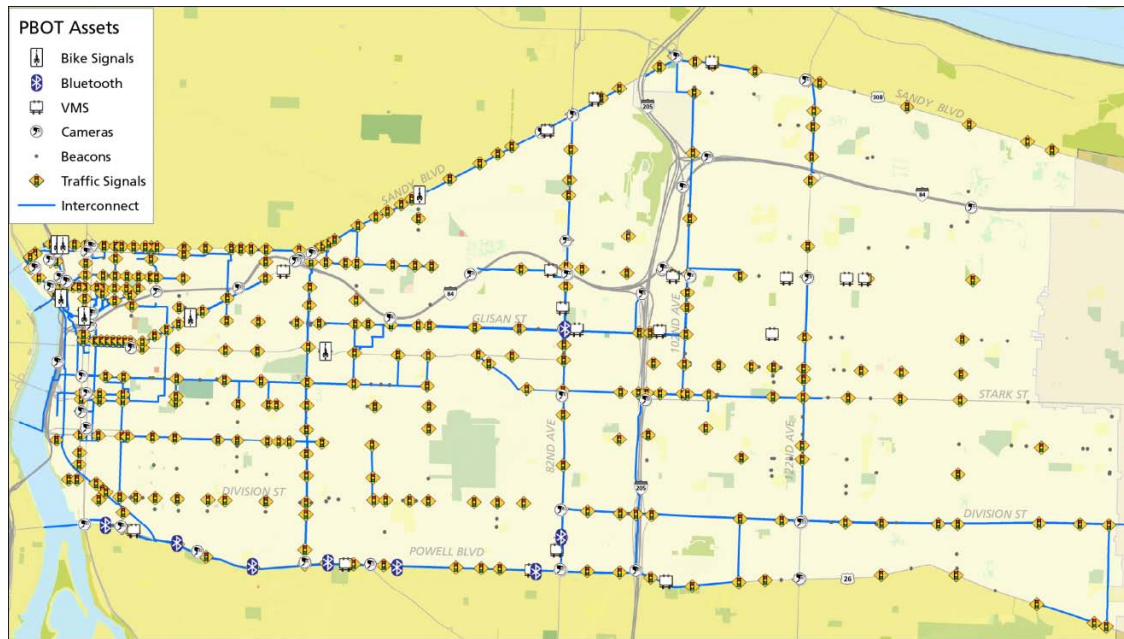 PBOT Assets
Bike Signals
Bluetooth
VMS
Cameras
Beacons
Traffic Signals
Interconnect
SANDY BLVD
205
30B
SANDY BLVD
84
84
GLISAN ST
102ND AVE
STARK ST
82ND AVE
122ND AVE
205
DIVISION ST
DIVISION ST
POWELL BLVD
26